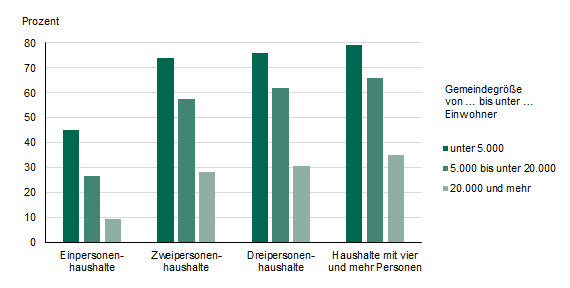 Prozent
80
70
60
50
40
30
20
10
0
Einpersonen-
haushalte
Zweipersonen-
haushalte
Dreipersonen-
haushalte
Haushalte mit vier
und mehr Personen
Gemeindegröße
von ... bis unter ...
Einwohner
unter 5.000
5.000 bis unter 20.000
20.000 und mehr